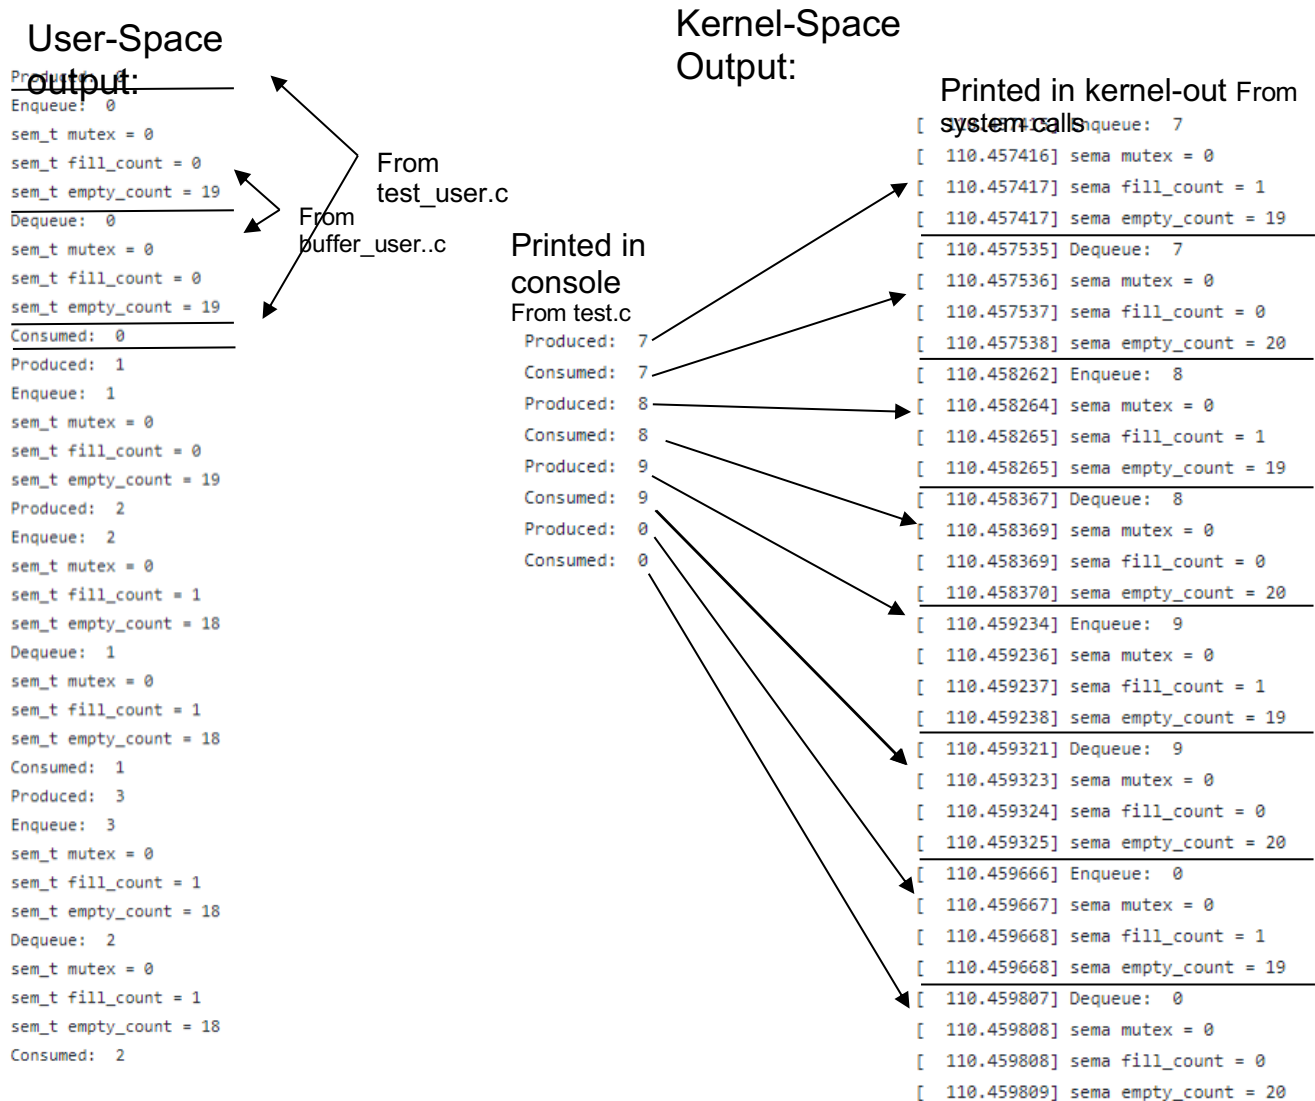 User-Space
output:
Produced: 0
Enqueue: 0
sem_t mutex = 0
sem_t fill_count = 0
sem_t empty_count = 19
Dequeue: 0
sem_t mutex = 0
sem_t fill_count = 0
sem_t empty_count = 19
Consumed: 0
Produced: 1
Enqueue: 1
sem_t mutex = 0
sem_t fill_count = 0
sem_t empty_count = 19
Produced: 2
Enqueue: 2
sem_t mutex = 0
sem_t fill_count = 1
sem_t empty_count = 18
Dequeue: 1
sem_t mutex = 0
sem_t fill_count = 1
sem_t empty_count = 18
Consumed: 1
Produced: 3
Enqueue: 3
sem_t mutex = 0
sem_t fill_count = 1
sem_t empty_count = 18
Dequeue: 2
sem_t mutex = 0
sem_t fill_count = 1
sem_t empty_count = 18
Consumed: 2
From
test_user.c
From
buffer_user..c
Kernel-Space
Output:
Printed in
console
From test.c
Produced: 7
Consumed: 7
Produced: 8
Consumed: 8
Produced: 9
Consumed: 9
Produced: 0
Consumed: 0
Printed in kernel-out From
system calls
[ Enqueue: 7
[ 110.457416] sema mutex = 0
[ 110.457417] sema fill_count = 1
[ 110.457417] sema empty_count = 19
[ 110.457535] Dequeue: 7
[ 110.457536] sema mutex = 0
[ 110.457537] sema fill_count = 0
[ 110.457538] sema empty_count = 20
[ 110.458262] Enqueue: 8
[ 110.458264] sema mutex = 0
[ 110.458265] sema fill_count = 1
[ 110.458265] sema empty_count = 19
[ 110.458367] Dequeue: 8
[ 110.458369] sema mutex = 0
[ 110.458369] sema fill_count = 0
[ 110.458370] sema empty_count = 20
[ 110.459234] Enqueue: 9
[ 110.459236] sema mutex = 0
[ 110.459237] sema fill_count = 1
[ 110.459238] sema empty_count = 19
[ 110.459321] Dequeue: 9
[ 110.459323] sema mutex = 0
[ 110.459324] sema fill_count = 0
[ 110.459325] sema empty_count = 20
[ 110.459666] Enqueue: 0
[ 110.459667] sema mutex = 0
[ 110.459668] sema fill_count = 1
[ 110.459668] sema empty_count = 19
[ 110.459807] Dequeue: 0
[ 110.459808] sema mutex = 0
[ 110.459808] sema fill_count = 0
[ 110.459809] sema empty_count = 20